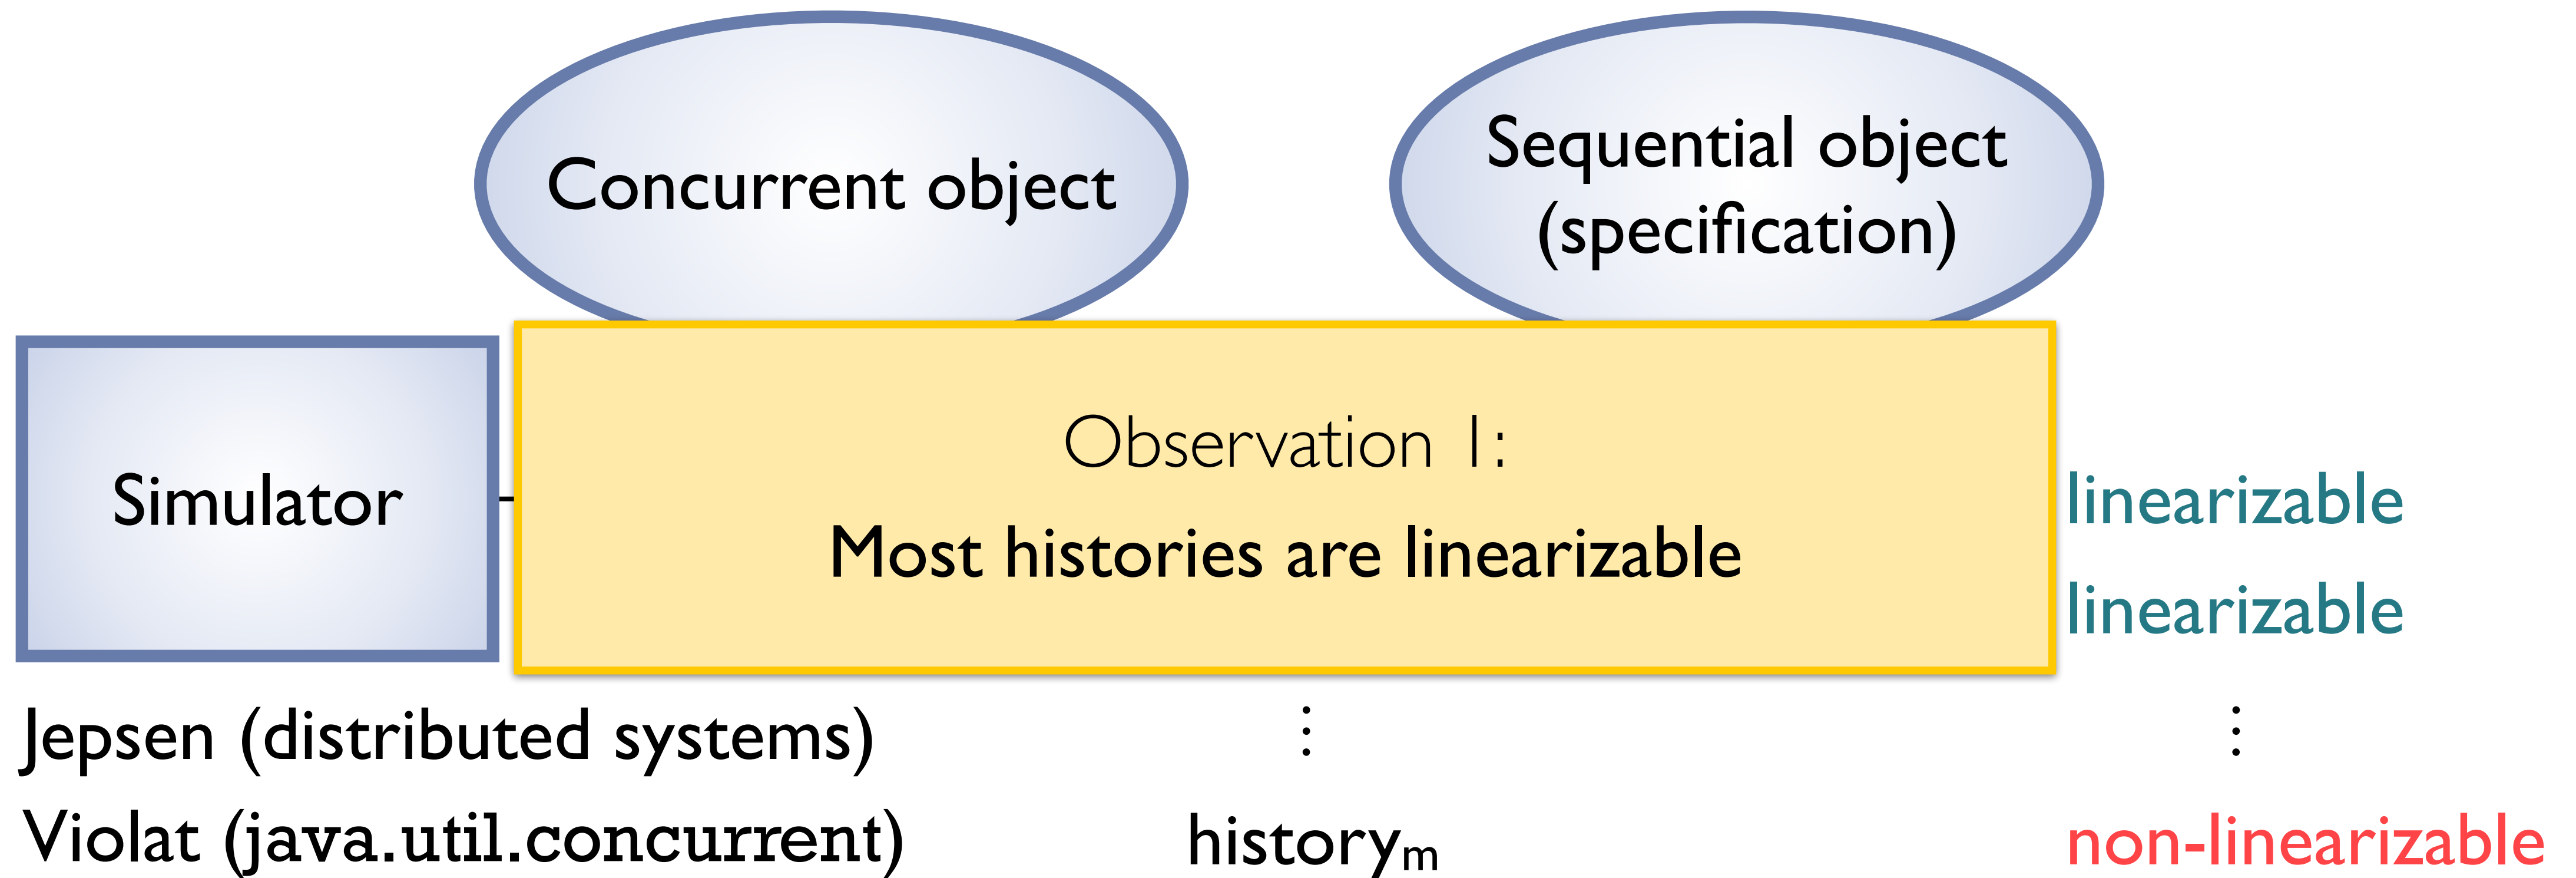 Concurrent object
Sequential object
(specification)
Simulator
Observation 1:
Most histories are linearizable
linearizable
linearizable
Jepsen (distributed systems)
⋮
⋮
Violat (java.util.concurrent)
historyₘ
non-linearizable